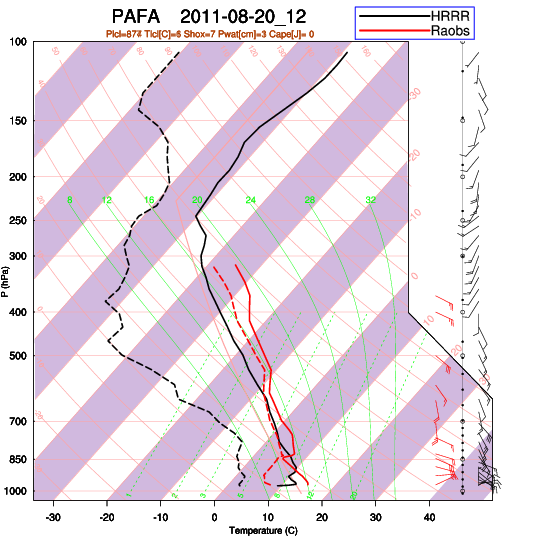 PAFA 2011-08-20_12
Plcl=877 Tlcl[C]=6 Shox=7 Pwat[cm]=3 Cape[J]= 0
HRRR
Raobs
100
150
200
250
300
400
500
700
850
1000
P (hPa)
8 12 16 20 24 28 32
-30 -20 -10 0 10 20 30 40
Temperature (C)